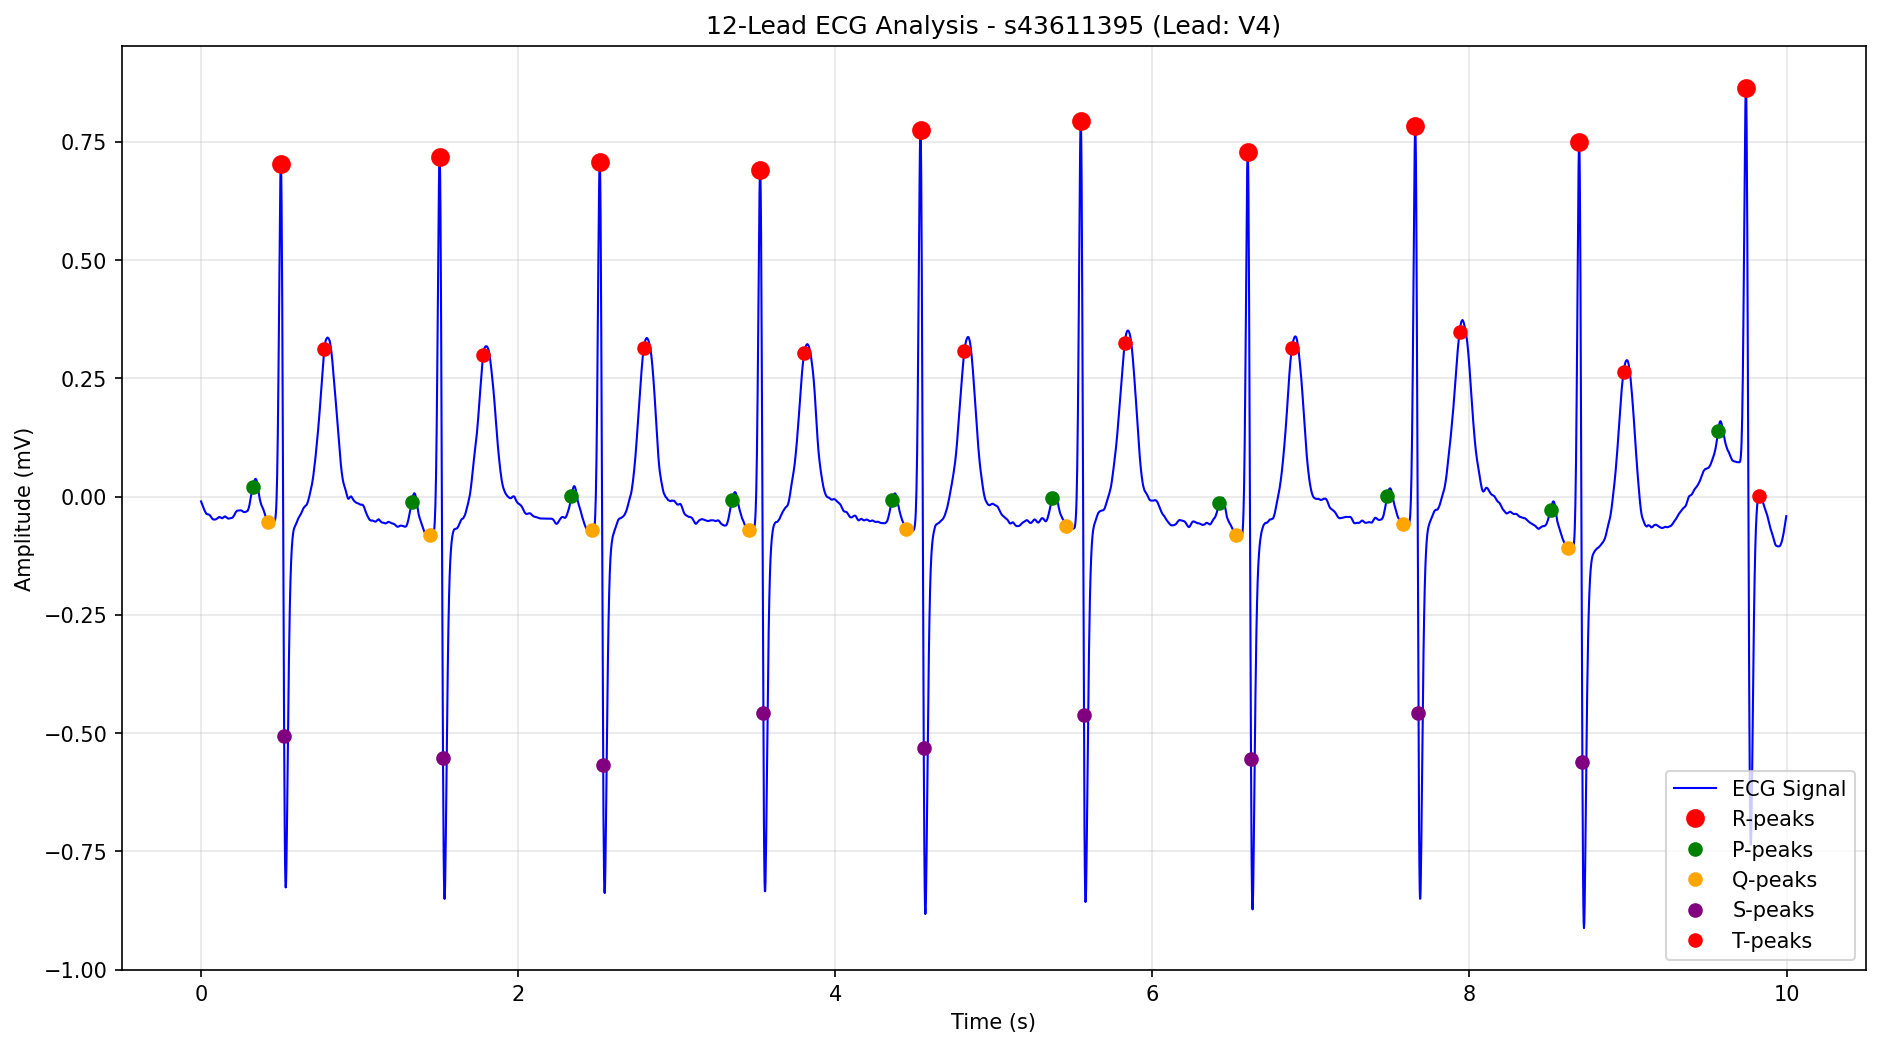 12-Lead ECG Analysis - s43611395 (Lead: V4)
Amplitude (mV)
0.75
0.50
0.25
0.00
−0.25
−0.50
−0.75
−1.00
0
2
4
6
8
10
Time (s)
ECG Signal
R-peaks
P-peaks
Q-peaks
S-peaks
T-peaks